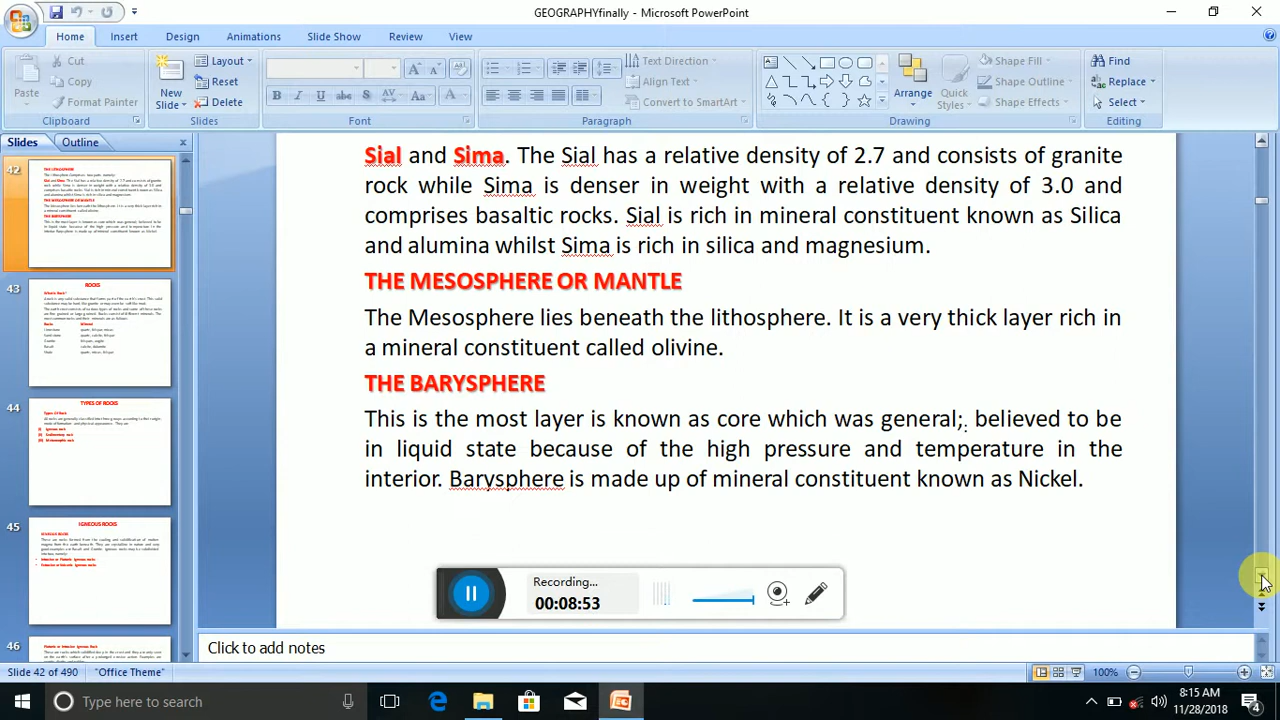 GEOGRAPHYfinally - Microsoft PowerPoint
Home Insert Design Animations Slide Show Review View
Paste
Cut
Copy
Format Painter
Clipboard
New Slide
Layout
Reset
Delete
Slides
B I U abc S AV Aa A
Font
Text Direction
Align Text
Convert to SmartArt
Paragraph
Arrange
Quick Styles
Shape Fill
Shape Outline
Shape Effects
Drawing
Find
Replace
Select
Editing
Slides Outline
42
43
ROCKS
44
TYPES OF ROCKS
45
IGNEOUS ROCKS
46
Sial and Sima. The Sial has a relative density of 2.7 and consists of granite
rock while Sima is denser in weight with a relative density of 3.0 and
comprises basaltic rocks. Sial is rich in mineral constituent known as Silica
and alumina whilst Sima is rich in silica and magnesium.
THE MESOSPHERE OR MANTLE
The Mesosphere lies beneath the lithosphere. It is a very thick layer rich in
a mineral constituent called olivine.
THE BARYSPHERE
This is the most layer is known as core which was general;. believed to be
in liquid state because of the high pressure and temperature in the
interior. Barysphere is made up of mineral constituent known as Nickel.
Recording...
00:08:53
Click to add notes
Slide 42 of 490 "Office Theme" 100%
Type here to search
8:15 AM
11/28/2018
4